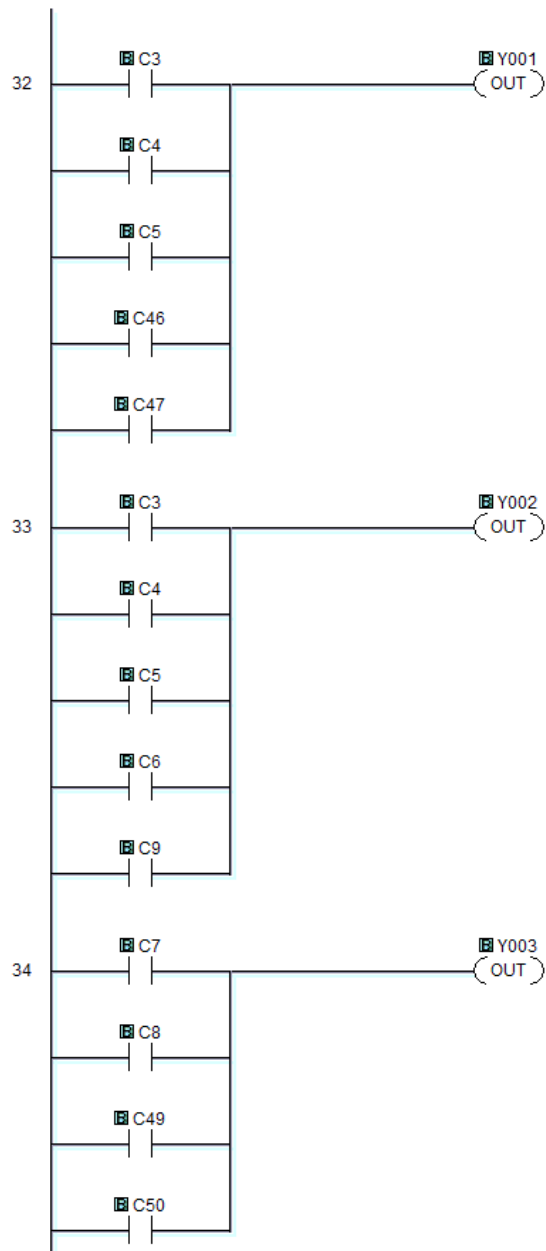 B C3 B Y001
32 OUT
B C4
B C5
B C46
B C47
B C3 B Y002
33 OUT
B C4
B C5
B C6
B C9
B C7 B Y003
34 OUT
B C8
B C49
B C50